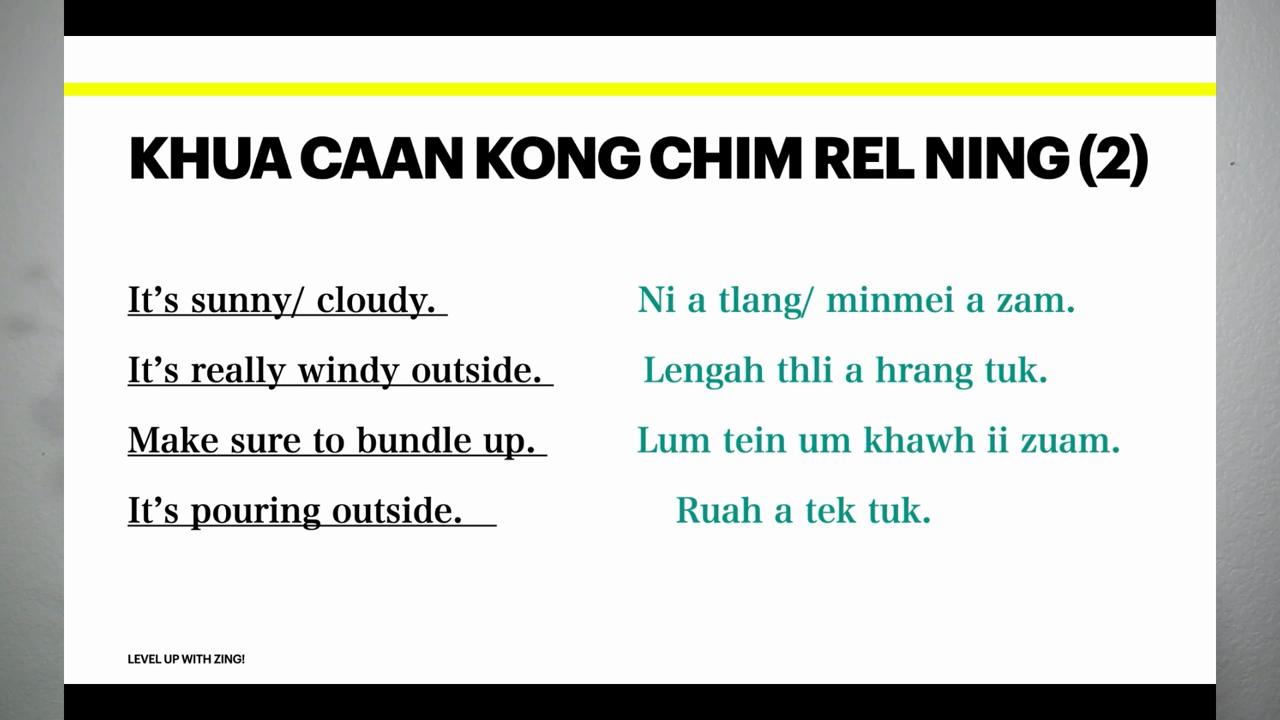 KHUA CAAN KONG CHIM REL NING (2)
It's sunny/ cloudy. Ni a tlang/ minmei a zam.
It's really windy outside. Lengah thli a hrang tuk.
Make sure to bundle up. Lum tein um khawh ii zuam.
It's pouring outside. Ruah a tek tuk.
LEVEL UP WITH ZING!